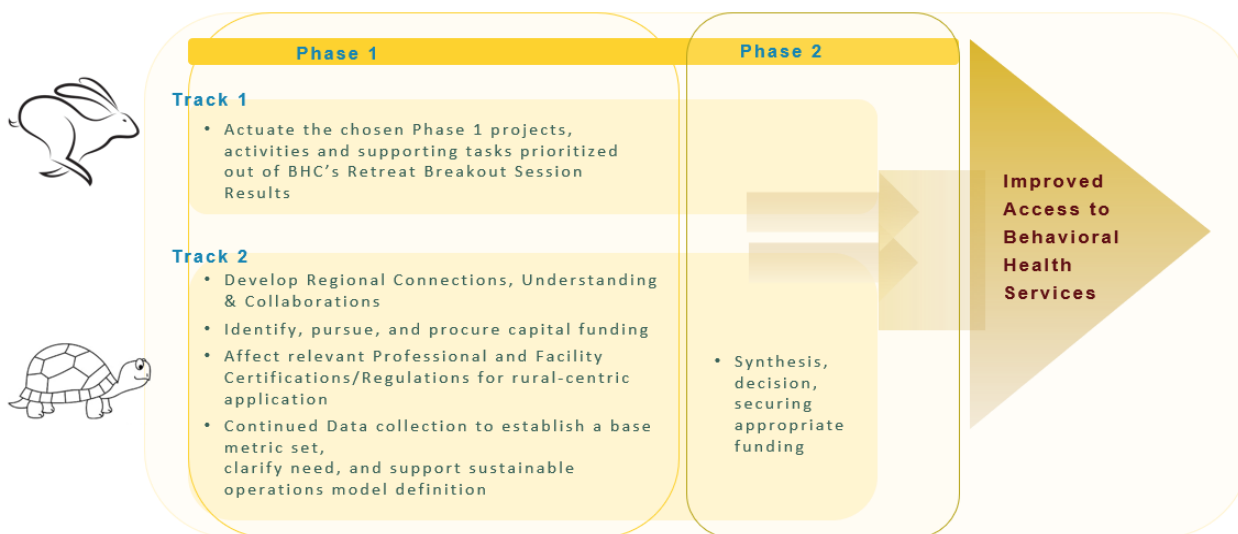 Phase 1
Phase 2
Track 1
• Actuate the chosen Phase 1 projects,
activities and supporting tasks prioritized
out of BHC's Retreat Breakout Session
Results
Track 2
• Develop Regional Connections, Understanding
& Collaborations
• Identify, pursue, and procure capital funding
• Affect relevant Professional and Facility
Certifications/Regulations for rural-centric
application
• Continued Data collection to establish a base
metric set,
clarify need, and support sustainable
operations model definition
• Synthesis,
decision,
securing
appropriate
funding
Improved
Access to
Behavioral
Health
Services